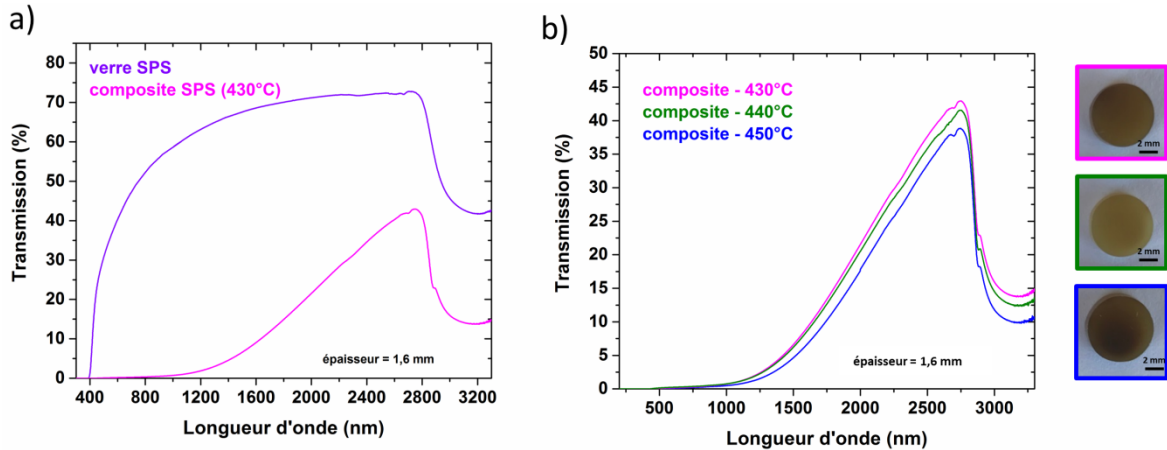 a)
80
70
60
50
40
30
20
10
0
Transmission (%)
verre SPS
composite SPS (430°C)
épaisseur = 1,6 mm
400 800 1200 1600 2000 2400 2800 3200
Longueur d'onde (nm)
b)
50
45
40
35
30
25
20
15
10
5
0
Transmission (%)
composite - 430°C
composite - 440°C
composite - 450°C
épaisseur = 1,6 mm
500 1000 1500 2000 2500 3000
Longueur d'onde (nm)
2 mm
2 mm
2 mm